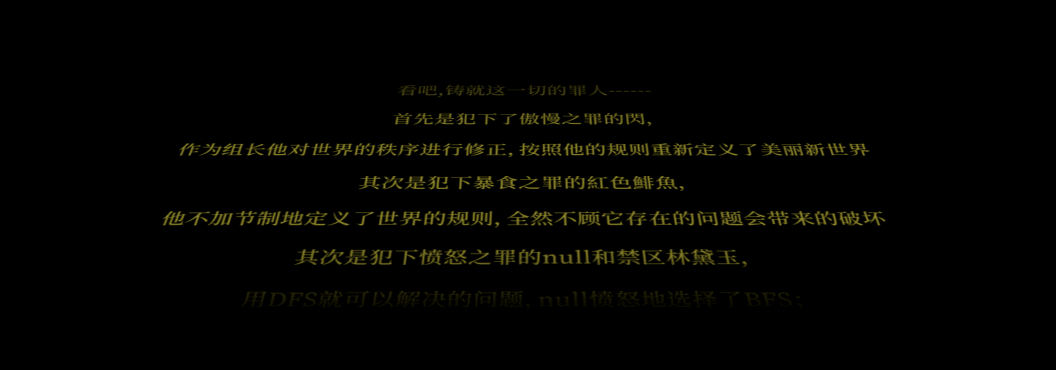 看吧,铸就这一切的罪人------
首先是犯下了傲慢之罪的閃,
作为组长他对世界的秩序进行修正, 按照他的规则重新定义了美丽新世界
其次是犯下暴食之罪的紅色鯡魚,
他不加节制地定义了世界的规则, 全然不顾它存在的问题会带来的破坏
其次是犯下愤怒之罪的null和禁区林黛玉,
用DFS就可以解决的问题, null愤怒地选择了BFS;